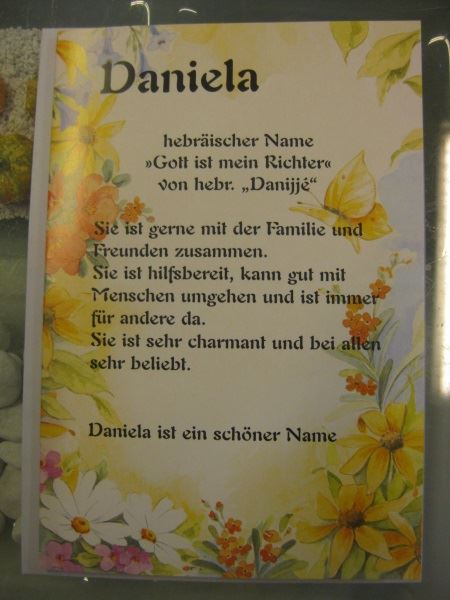 Daniela
hebräischer Name
»Gott ist mein Richter«
von hebr. „Danijjé“
Sie ist gerne mit der Familie und
Freunden zusammen.
Sie ist hilfsbereit, kann gut mit
Menschen umgehen und ist immer
für andere da.
Sie ist sehr charmant und bei allen
sehr beliebt.
Daniela ist ein schöner Name